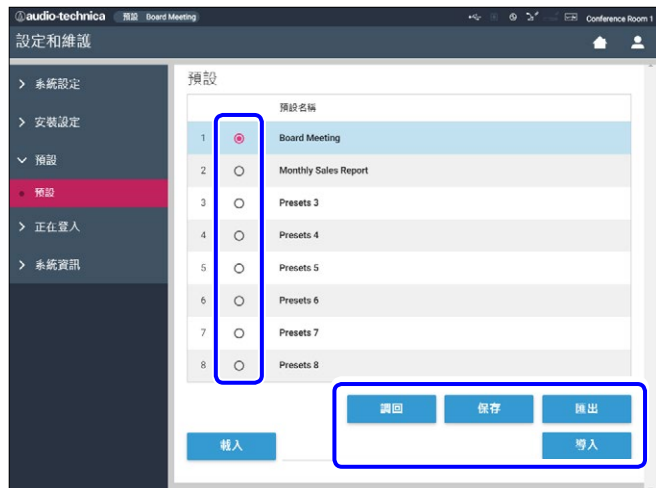 audio-technica 預設 Board Meeting Conference Room 1
設定和維護
系統設定
安裝設定
預設
預設
正在登入
系統資訊
預設
預設名稱
1 Board Meeting
2 Monthly Sales Report
3 Presets 3
4 Presets 4
5 Presets 5
6 Presets 6
7 Presets 7
8 Presets 8
調回 保存 匯出
載入 導入